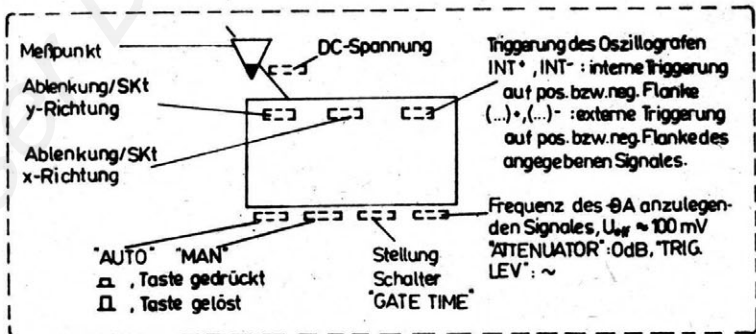 Meßpunkt
DC-Spannung
Ablenkung/SKt
y-Richtung
Ablenkung/SKt
x-Richtung
Triggerung des Oszillografen
INT+, INT- : interne Triggerung
auf pos. bzw. neg. Flanke
(...)+, (...)- : externe Triggerung
auf pos. bzw. neg. Flanke des
angegebenen Signales.
"AUTO" "MAN"
, Taste gedrückt
, Taste gelöst
Stellung
Schalter
"GATE TIME"
Frequenz des A anzulegen-
den Signales, Ueff ≈ 100 mV
"ATTENUATOR": 0dB, "TRIG.
LEV": ~